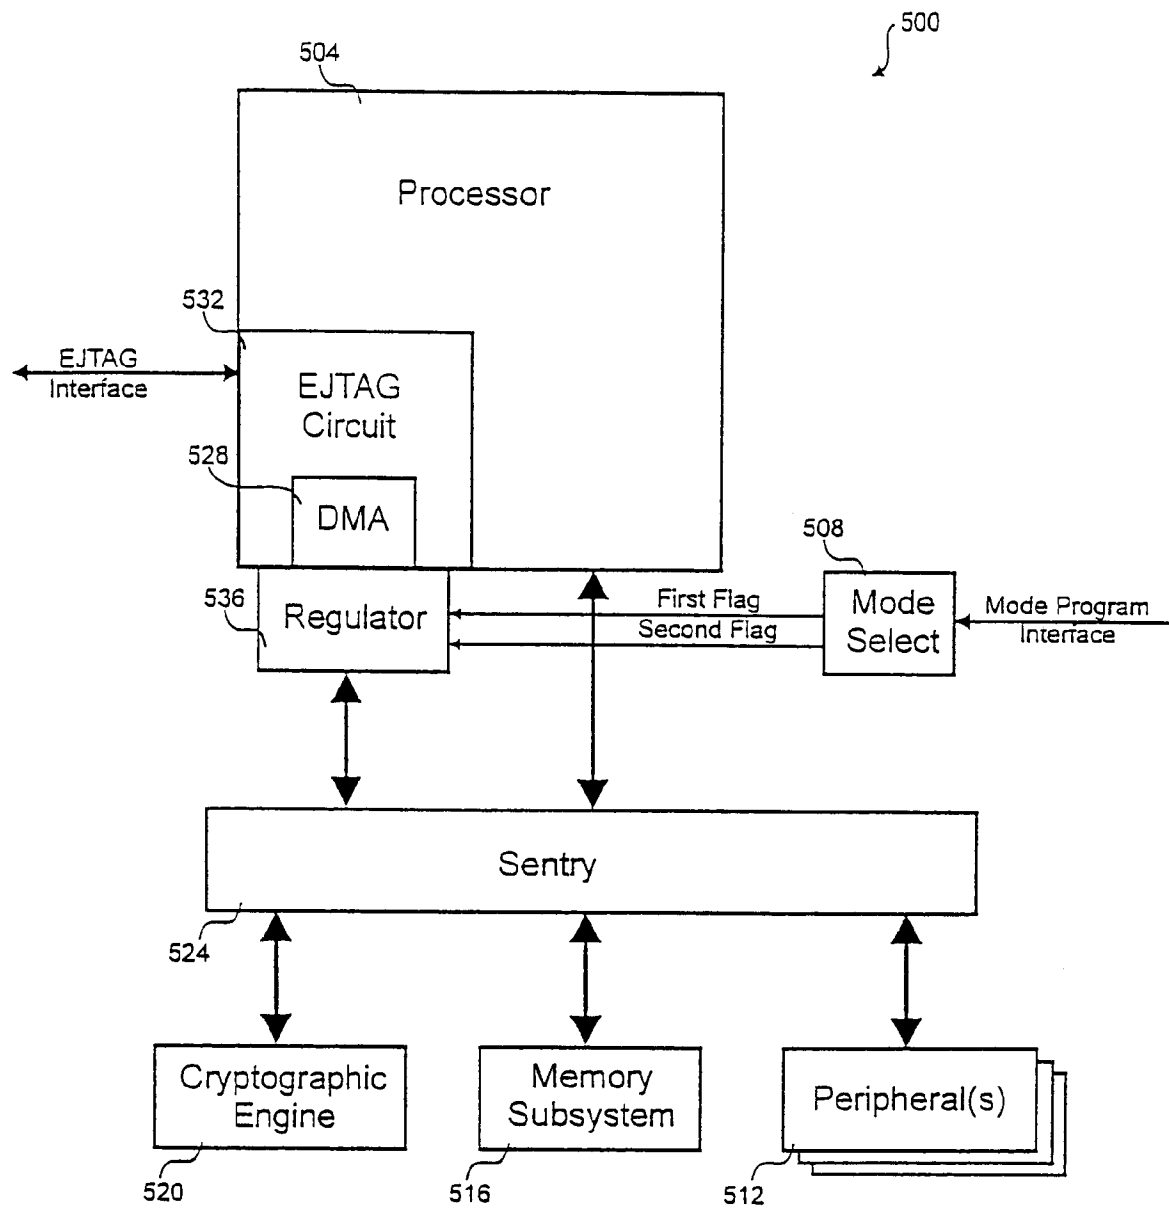 500
504
Processor
532
EJTAG
Interface
EJTAG
Circuit
528
DMA
508
Mode
Select
Mode Program
Interface
First Flag
Second Flag
536
Regulator
Sentry
524
Cryptographic
Engine
520
Memory
Subsystem
516
Peripheral(s)
512